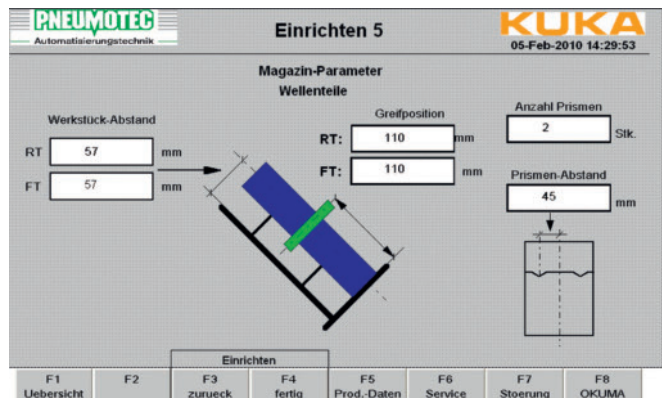 PNEUMOTEC
Automatisierungstechnik
Einrichten 5
KUKA
05-Feb-2010 14:29:53
Magazin-Parameter
Wellenteile
Werkstück-Abstand
RT 57 mm
FT 57 mm
Greifposition
RT: 110 mm
FT: 110 mm
Anzahl Prismen
2 Stk.
Prismen-Abstand
45 mm
Einrichten
F1 F2 F3 F4 F5 F6 F7 F8
Uebersicht zurueck fertig Prod.-Daten Service Stoerung OKUMA